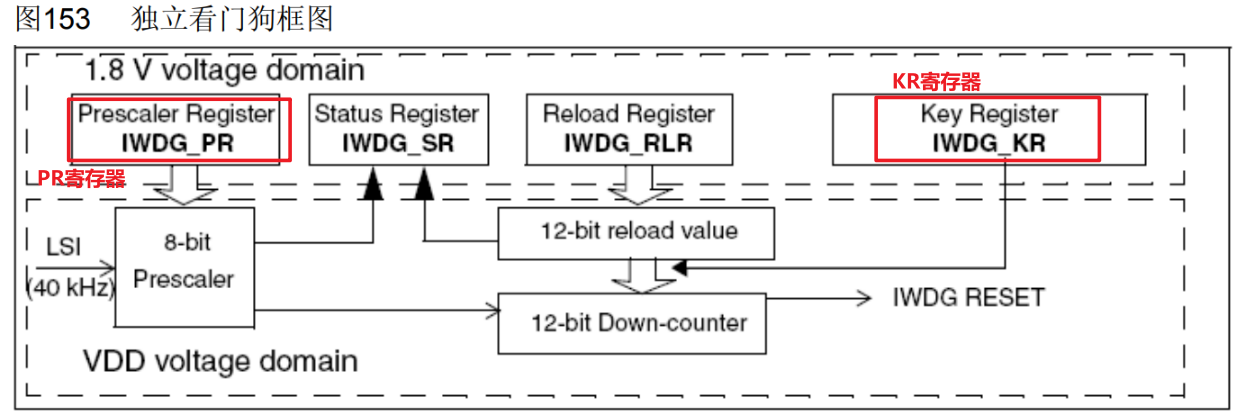 图153 独立看门狗框图
1.8 V voltage domain
KR寄存器
Prescaler Register
IWDG_PR
Status Register
IWDG_SR
Reload Register
IWDG_RLR
Key Register
IWDG_KR
PR寄存器
LSI
(40 kHz)
8-bit
Prescaler
12-bit reload value
12-bit Down-counter
IWDG RESET
VDD voltage domain